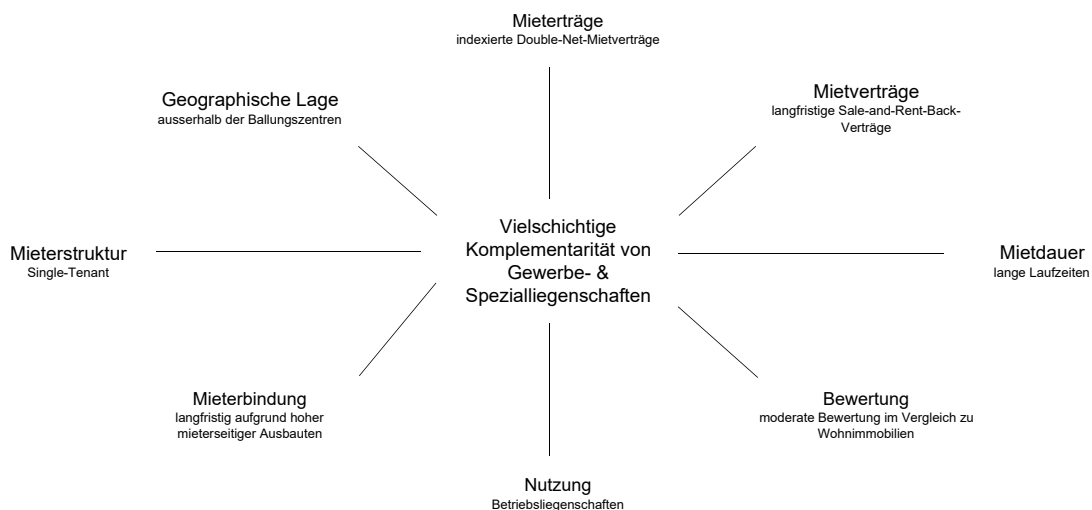 Mieterträge
indexierte Double-Net-Mietverträge
Geographische Lage
ausserhalb der Ballungszentren
Mietverträge
langfristige Sale-and-Rent-Back-
Verträge
Mieterstruktur
Single-Tenant
Vielschichtige
Komplementarität von
Gewerbe- &
Spezialliegenschaften
Mietdauer
lange Laufzeiten
Mieterbindung
langfristig aufgrund hoher
mieterseitiger Ausbauten
Bewertung
moderate Bewertung im Vergleich zu
Wohnimmobilien
Nutzung
Betriebsliegenschaften